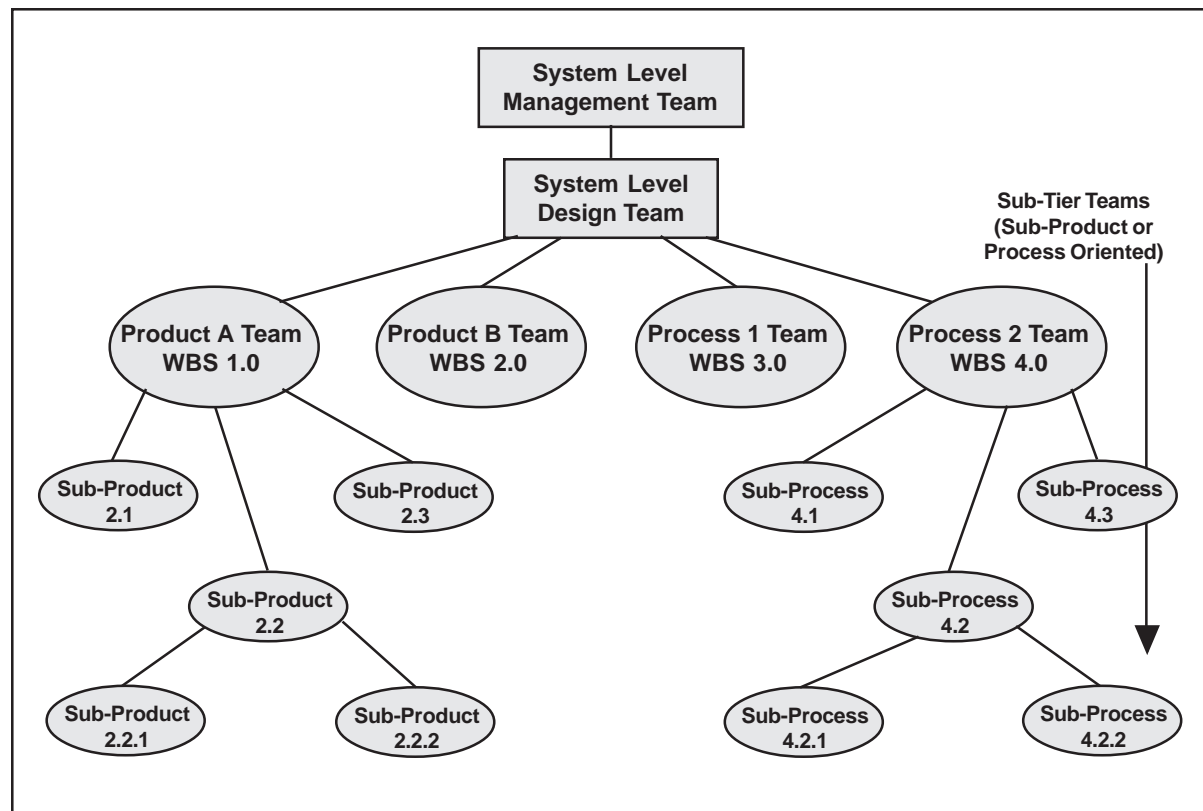 System Level
Management Team
System Level
Design Team
Sub-Tier Teams
(Sub-Product or
Process Oriented)
Product A Team
WBS 1.0
Product B Team
WBS 2.0
Process 1 Team
WBS 3.0
Process 2 Team
WBS 4.0
Sub-Product
2.1
Sub-Product
2.3
Sub-Process
4.1
Sub-Process
4.3
Sub-Product
2.2
Sub-Process
4.2
Sub-Product
2.2.1
Sub-Product
2.2.2
Sub-Process
4.2.1
Sub-Process
4.2.2